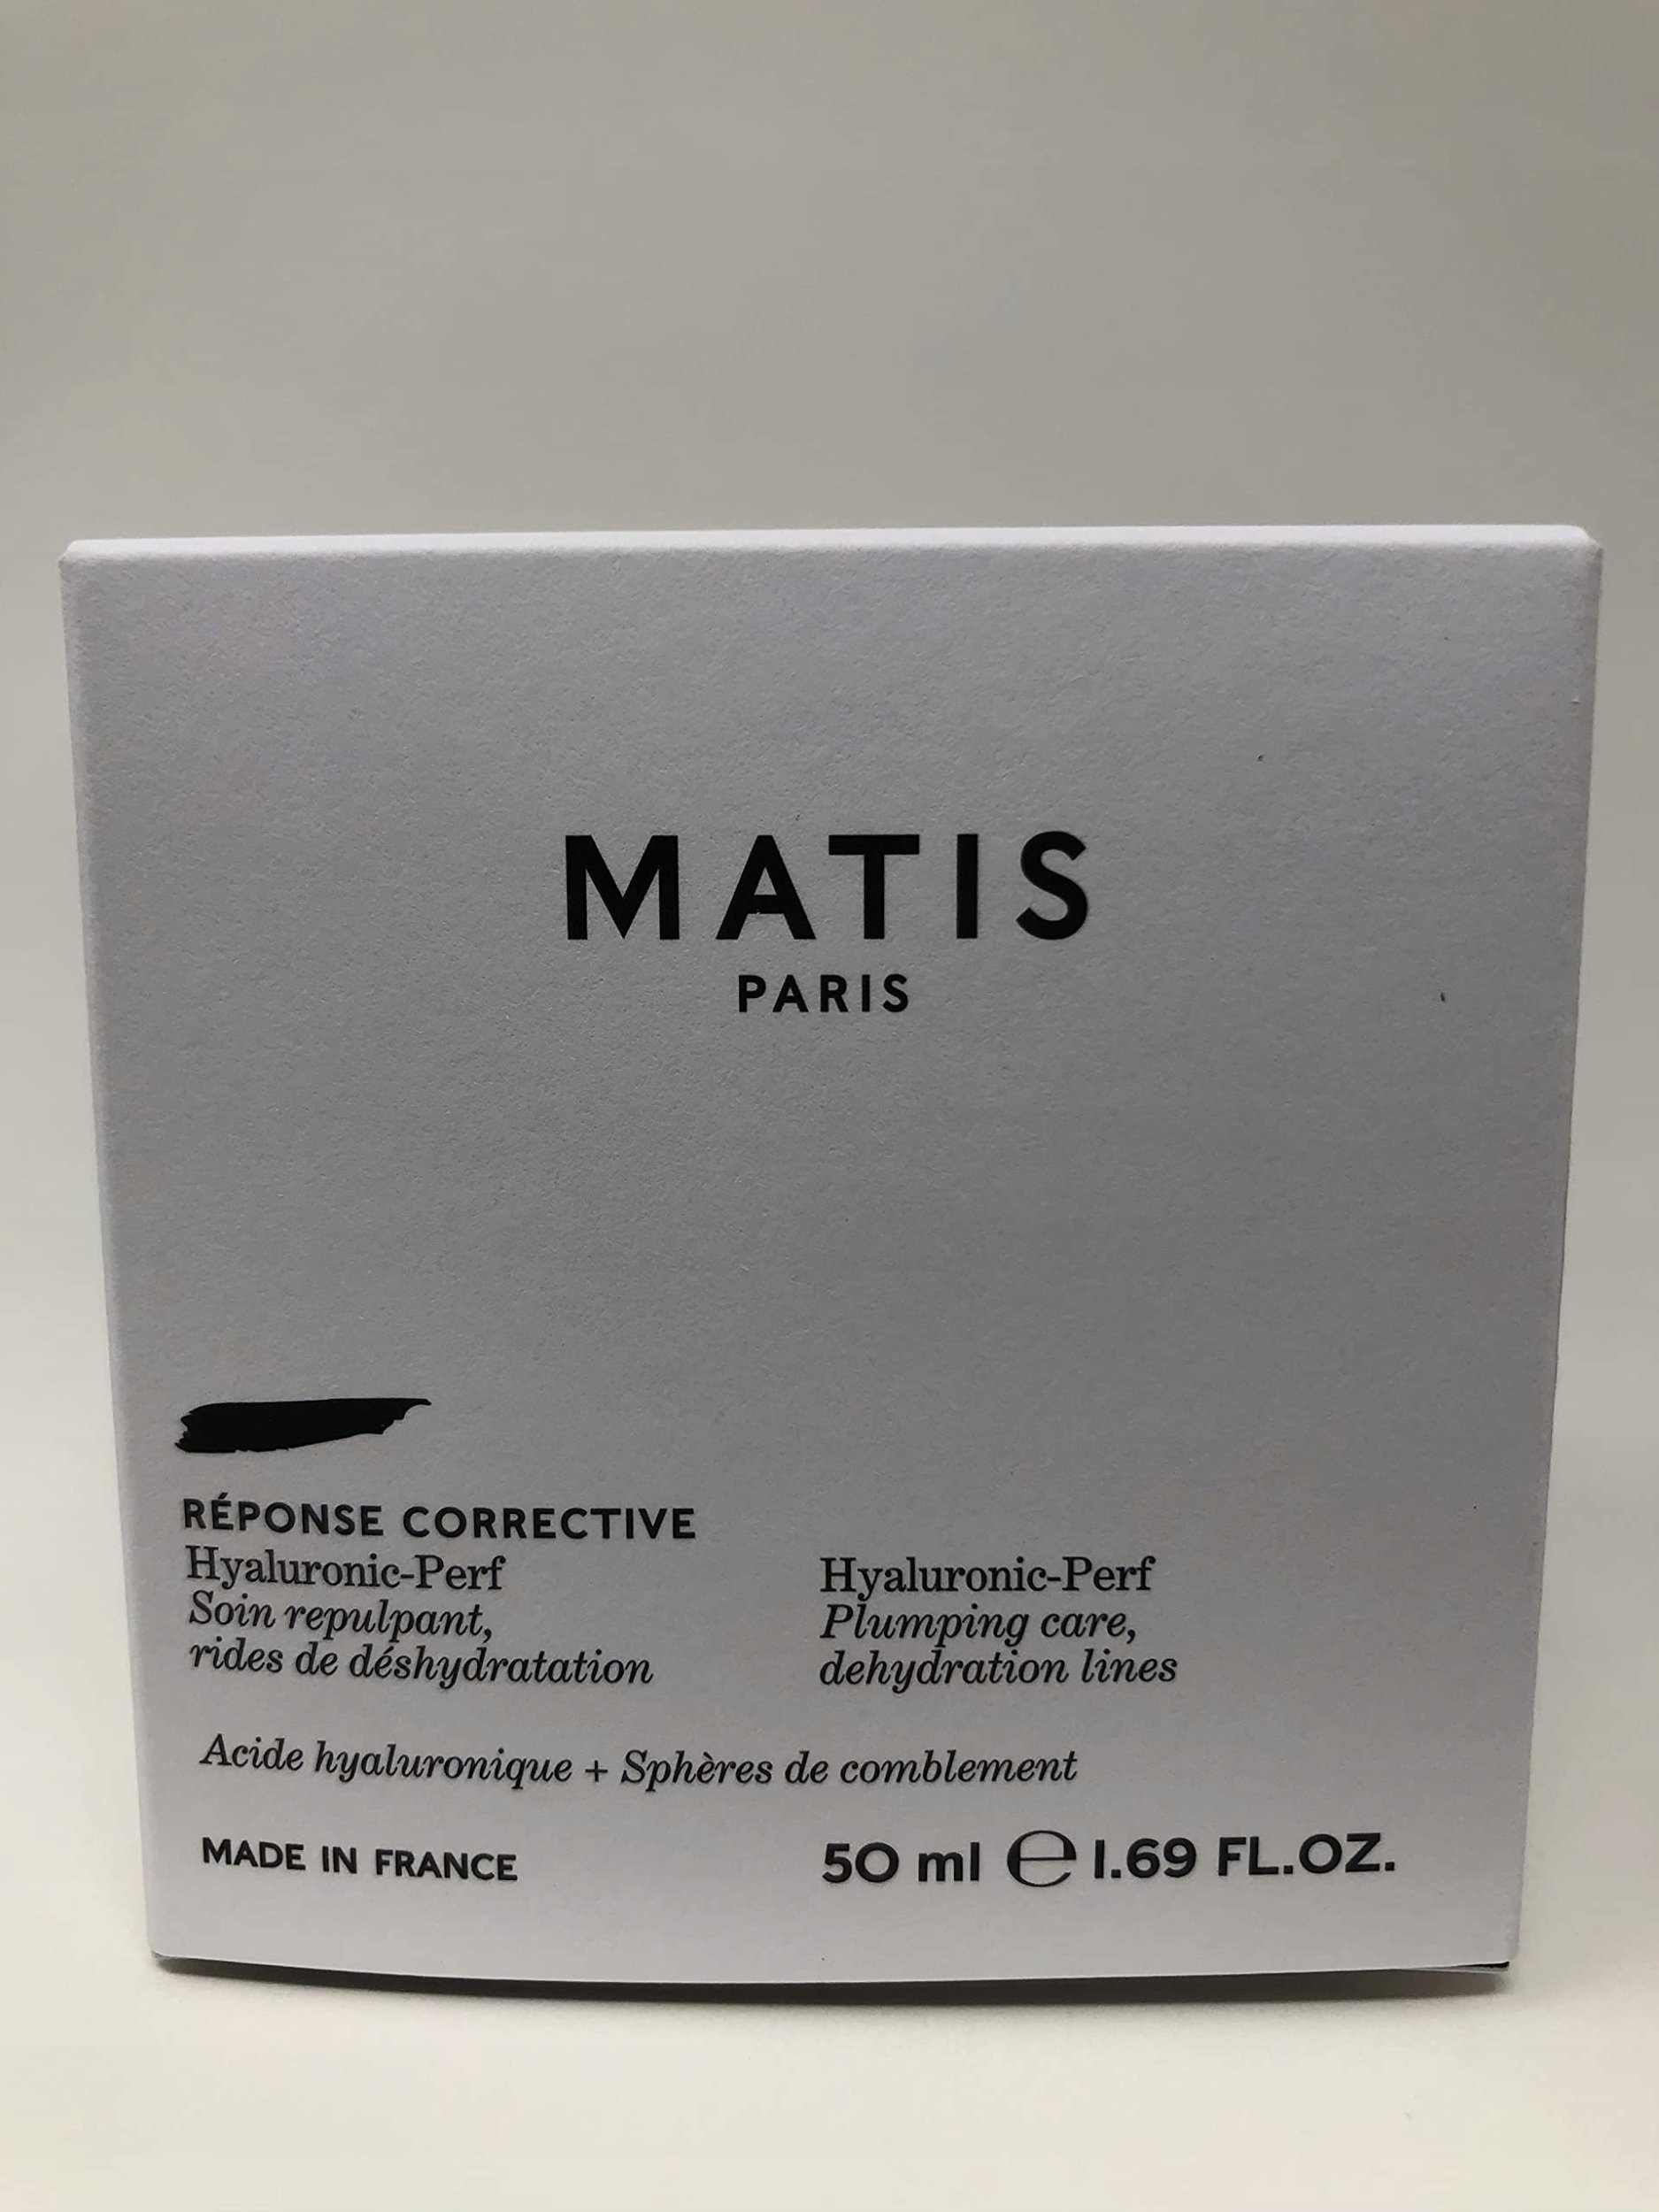 MATIS
PARIS
RÉPONSE CORRECTIVE
Hyaluronic-Perf
Soin repulpant,
rides de déshydratation
Hyaluronic-Perf
Plumping care,
dehydration lines
Acide hyaluronique + Sphères de comblement
MADE IN FRANCE
50 ml ℮ 1.69 FL.OZ.